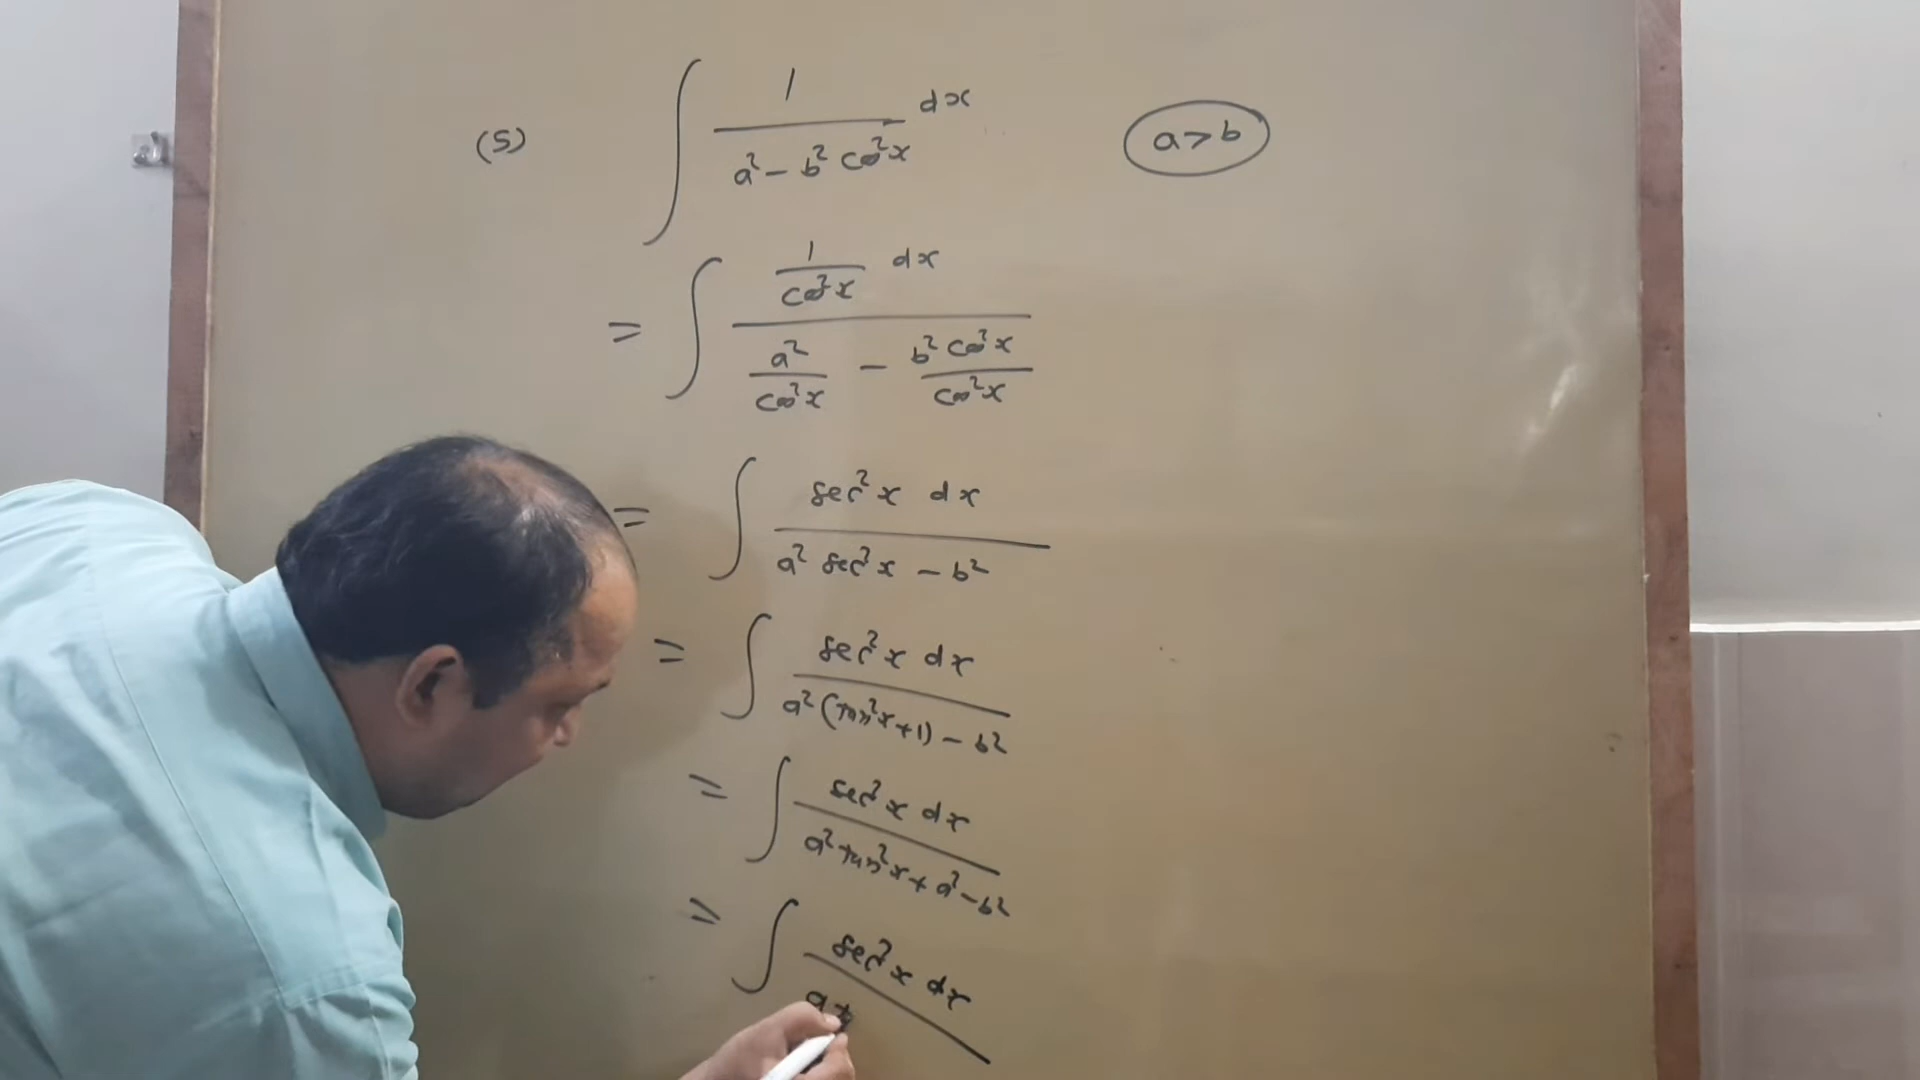 (5) ∫ 1 / (a² - b² cos²x) dx a>b
= ∫ (1/cos²x) dx / (a²/cos²x - b² cos²x/cos²x)
= ∫ sec²x dx / (a² sec²x - b²)
= ∫ sec²x dx / (a²(tan²x+1) - b²)
= ∫ sec²x dx / (a² tan²x + a² - b²)
= ∫ sec²x dx / (a